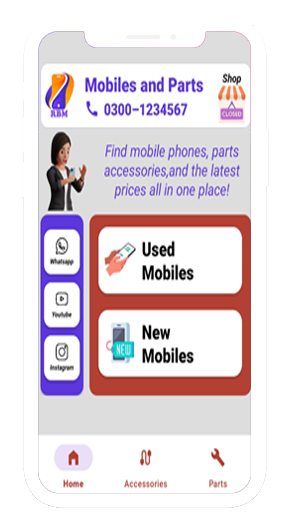 Mobiles and Parts
0300-1234567
RBM
Shop
CLOSED
Find mobile phones, parts
accessories,and the latest
prices all in one place!
Whatsapp
Youtube
Instagram
Used
Mobiles
NEW
New
Mobiles
Home
Accessories
Parts